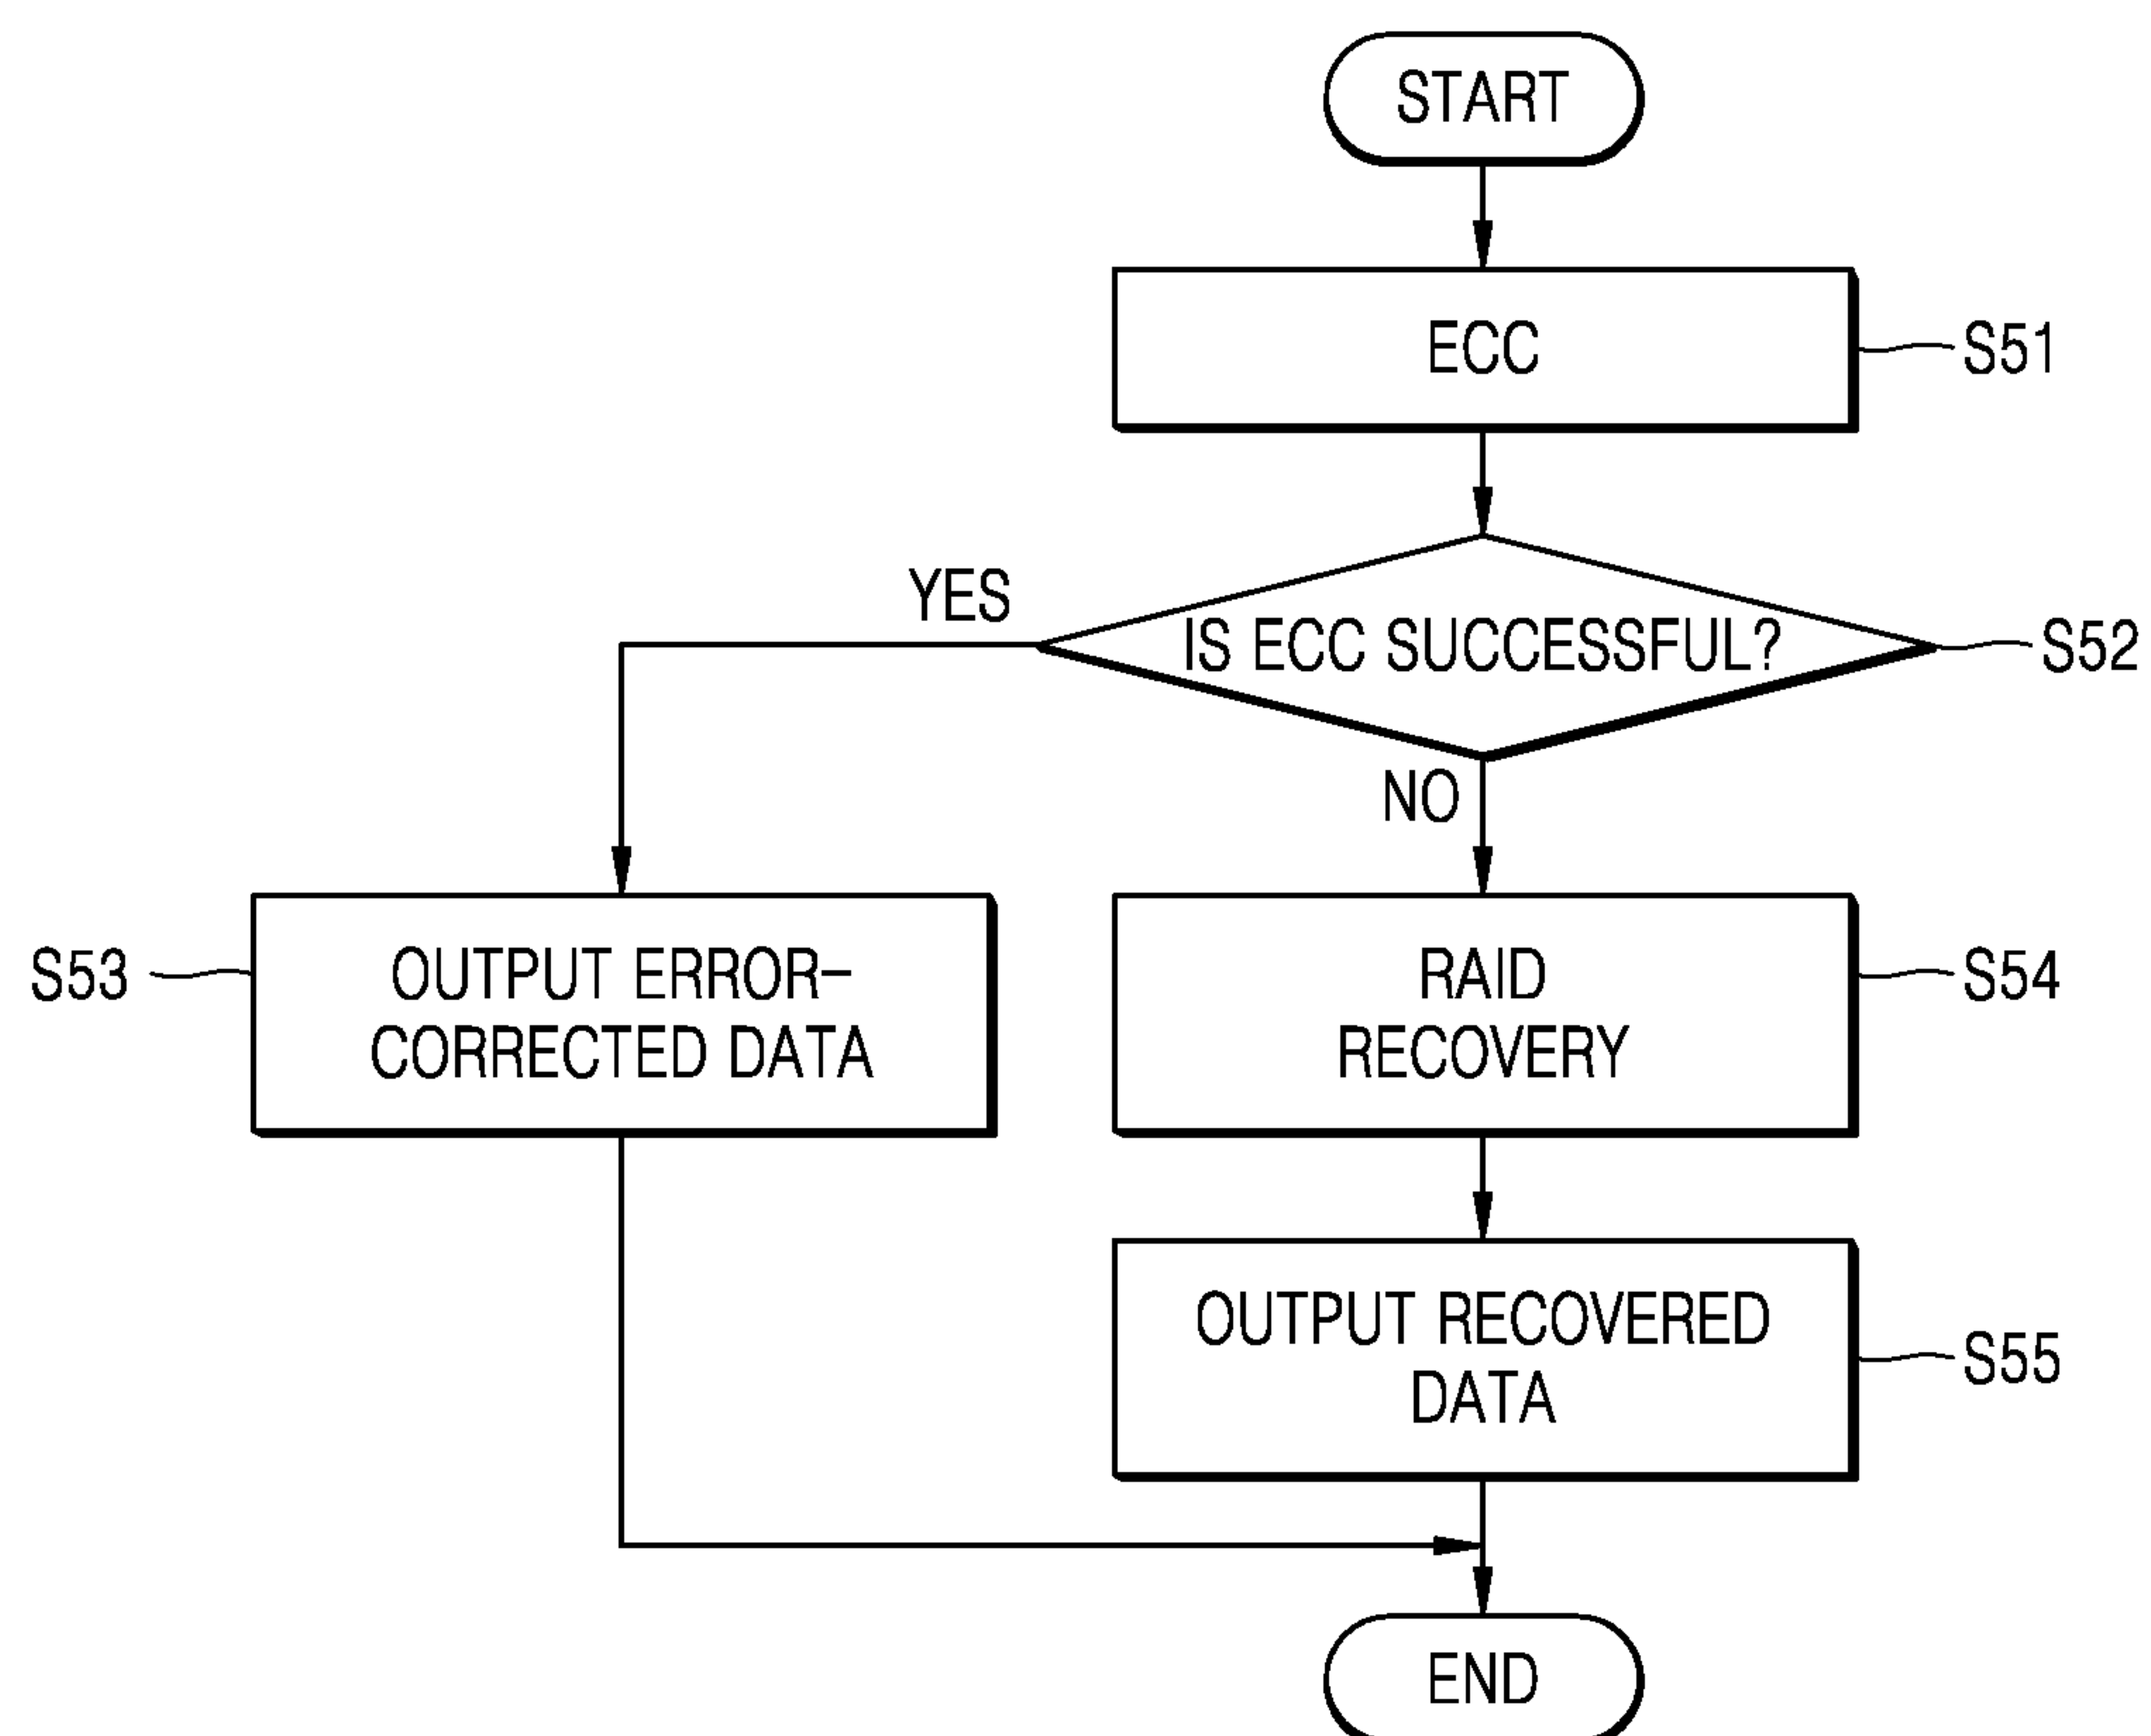 START
ECC
S51
YES
IS ECC SUCCESSFUL?
S52
NO
S53
OUTPUT ERROR-
CORRECTED DATA
RAID
RECOVERY
S54
OUTPUT RECOVERED
DATA
S55
END